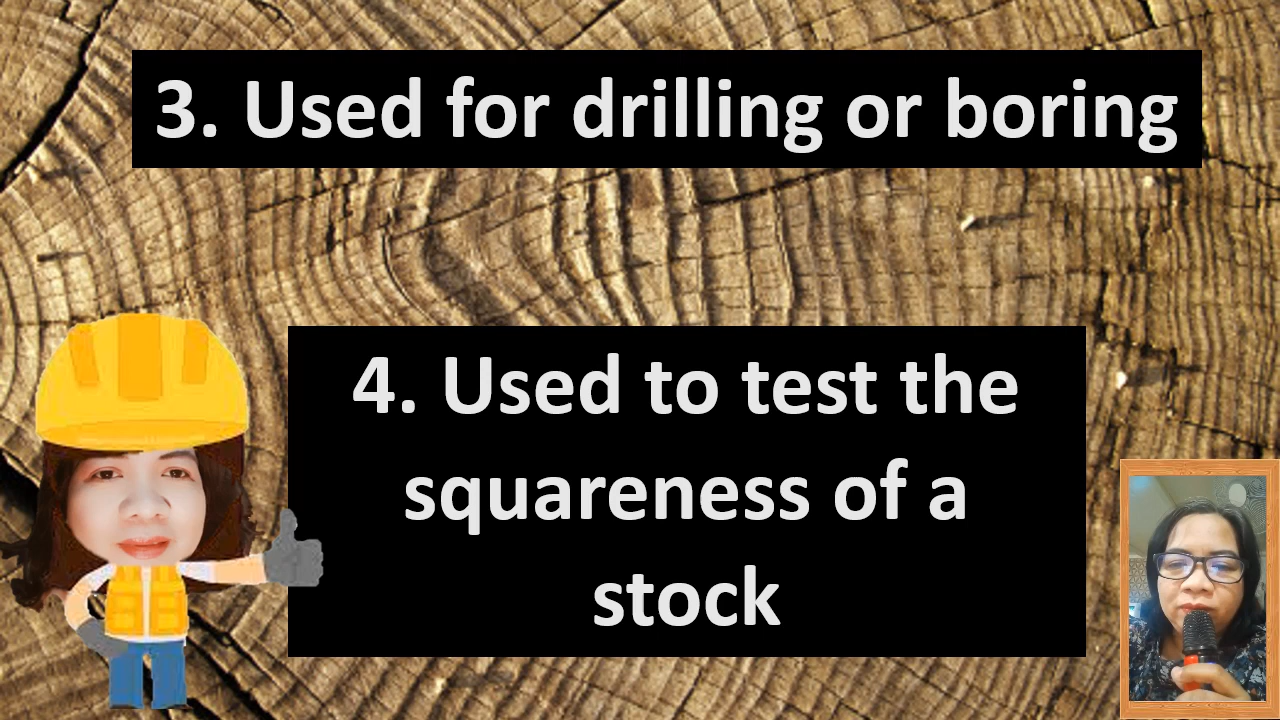 3. Used for drilling or boring
4. Used to test the
squareness of a
stock